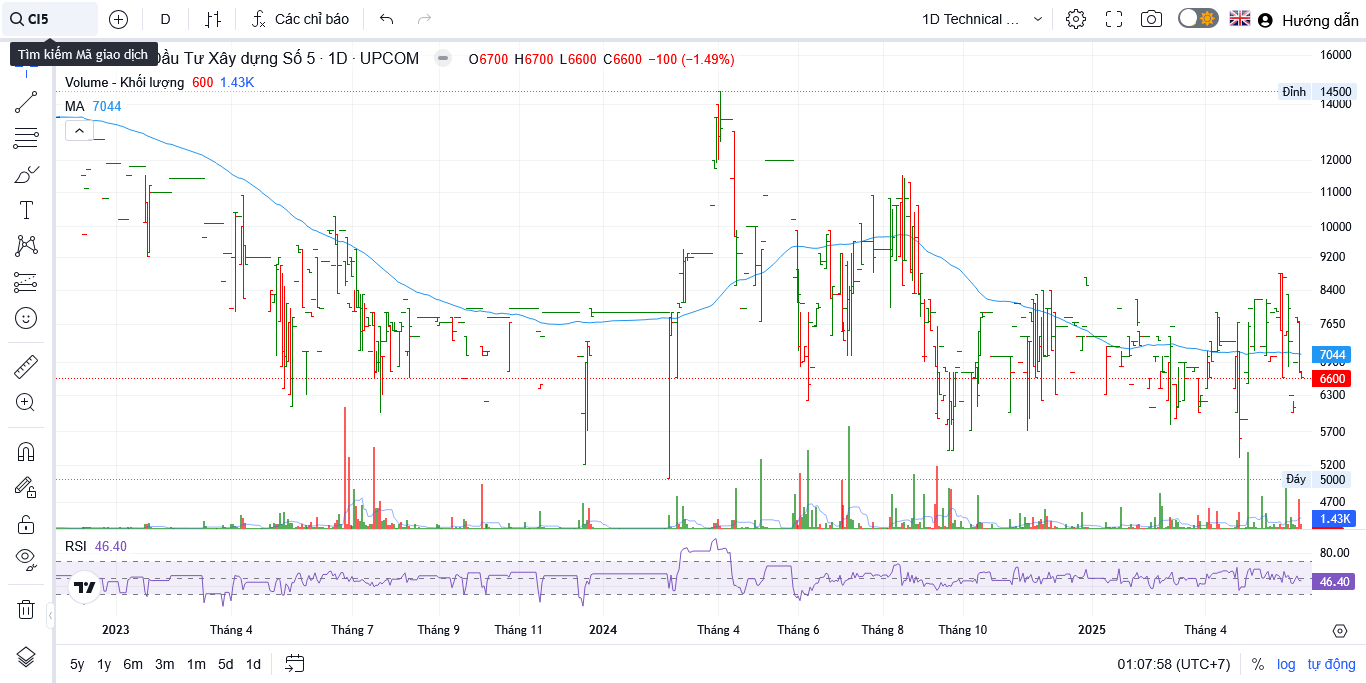 CI5 D Các chỉ báo 1D Technical ... Hướng dẫn
Tìm kiếm Mã giao dịch
Đầu Tư Xây dựng Số 5 · 1D · UPCOM O6700 H6700 L6600 C6600 −100 (−1.49%)
Volume - Khối lượng 600 1.43K
MA 7044
16000
Đỉnh 14500
14000
12000
11000
10000
9200
8400
7650
7044
6600
6300
5700
5200
Đáy 5000
4700
1.43K
RSI 46.40
80.00
46.40
2023 Tháng 4 Tháng 7 Tháng 9 Tháng 11 2024 Tháng 4 Tháng 6 Tháng 8 Tháng 10 2025 Tháng 4
5y 1y 6m 3m 1m 5d 1d 01:07:58 (UTC+7) % log tự động